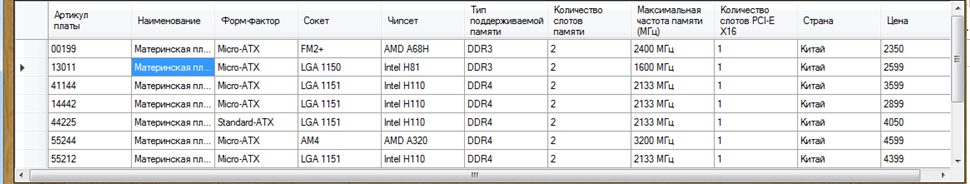 Артикул платы Наименование Форм-фактор Сокет Чипсет Тип поддерживаемой памяти Количество слотов памяти Максимальная частота памяти (МГц) Количество слотов PCI-E X16 Страна Цена
00199 Материнская пл... Micro-ATX FM2+ AMD A68H DDR3 2 2400 МГц 1 Китай 2350
13011 Материнская пл... Micro-ATX LGA 1150 Intel H81 DDR3 2 1600 МГц 1 Китай 2599
41144 Материнская пл... Micro-ATX LGA 1151 Intel H110 DDR4 2 2133 МГц 1 Китай 3599
14442 Материнская пл... Micro-ATX LGA 1151 Intel H110 DDR4 2 2133 МГц 1 Китай 2899
44225 Материнская пл... Standard-ATX LGA 1151 Intel H110 DDR4 2 2133 МГц 1 Китай 4050
55244 Материнская пл... Micro-ATX AM4 AMD A320 DDR4 2 3200 МГц 1 Китай 4599
55212 Материнская пл... Micro-ATX LGA 1151 Intel H110 DDR4 2 2133 МГц 1 Китай 4399